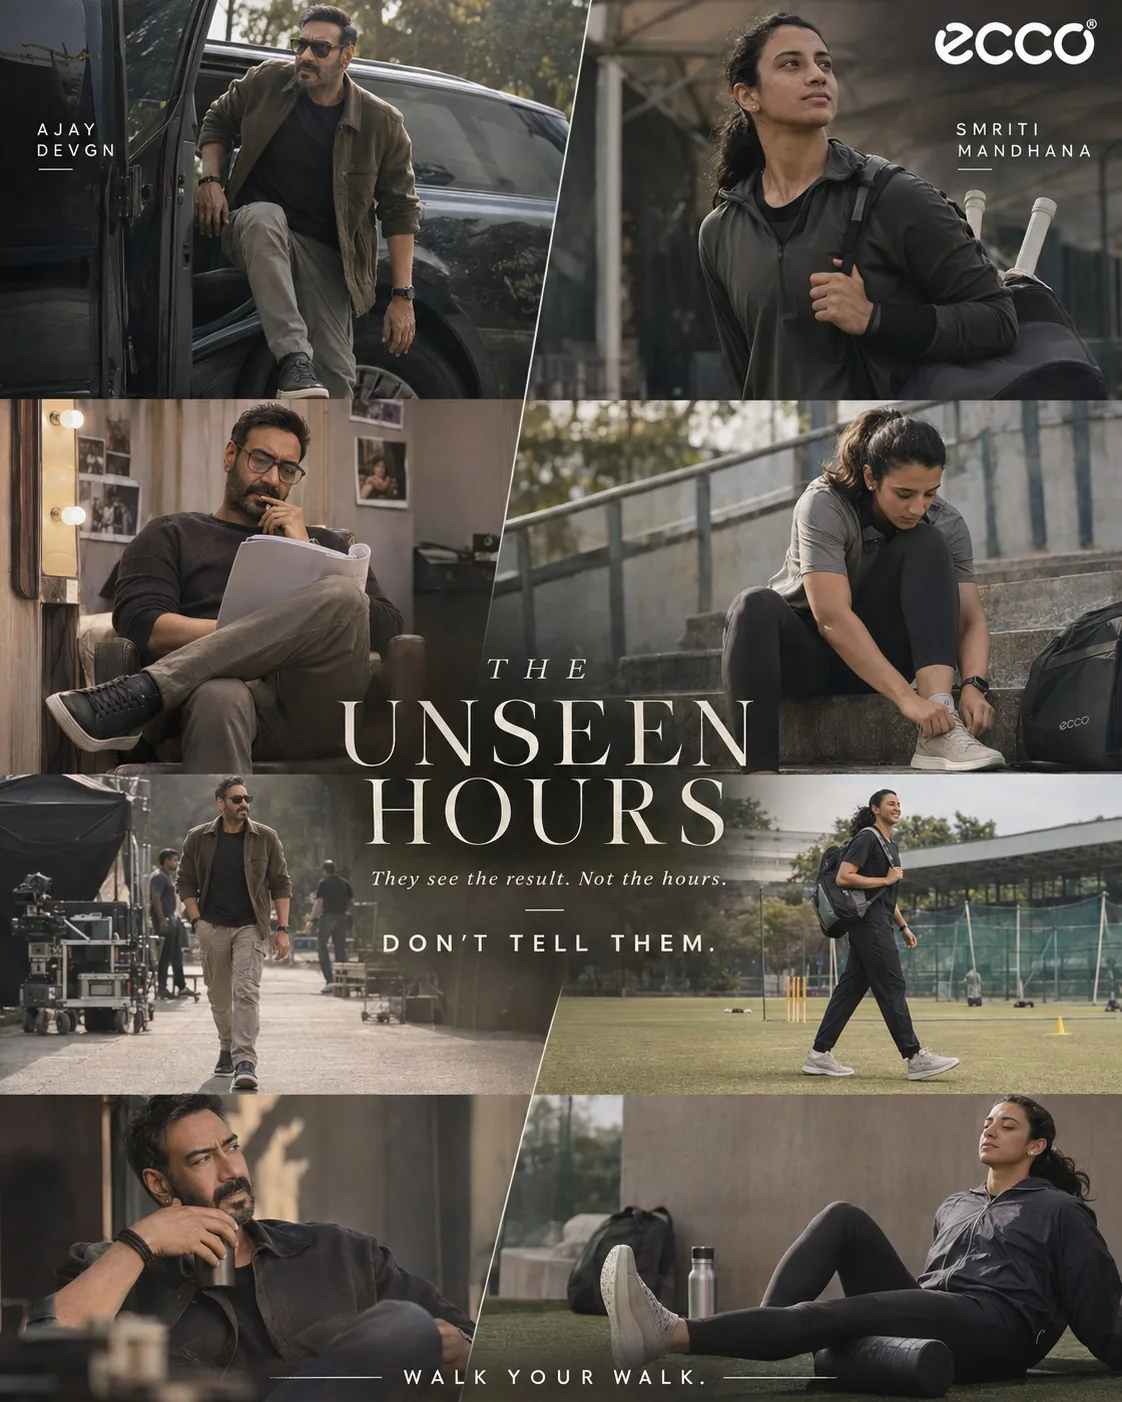 ecco®
AJAY
DEVGN
SMRITI
MANDHANA
ecco
THE
UNSEEN
HOURS
They see the result. Not the hours.
DON'T TELL THEM.
WALK YOUR WALK.